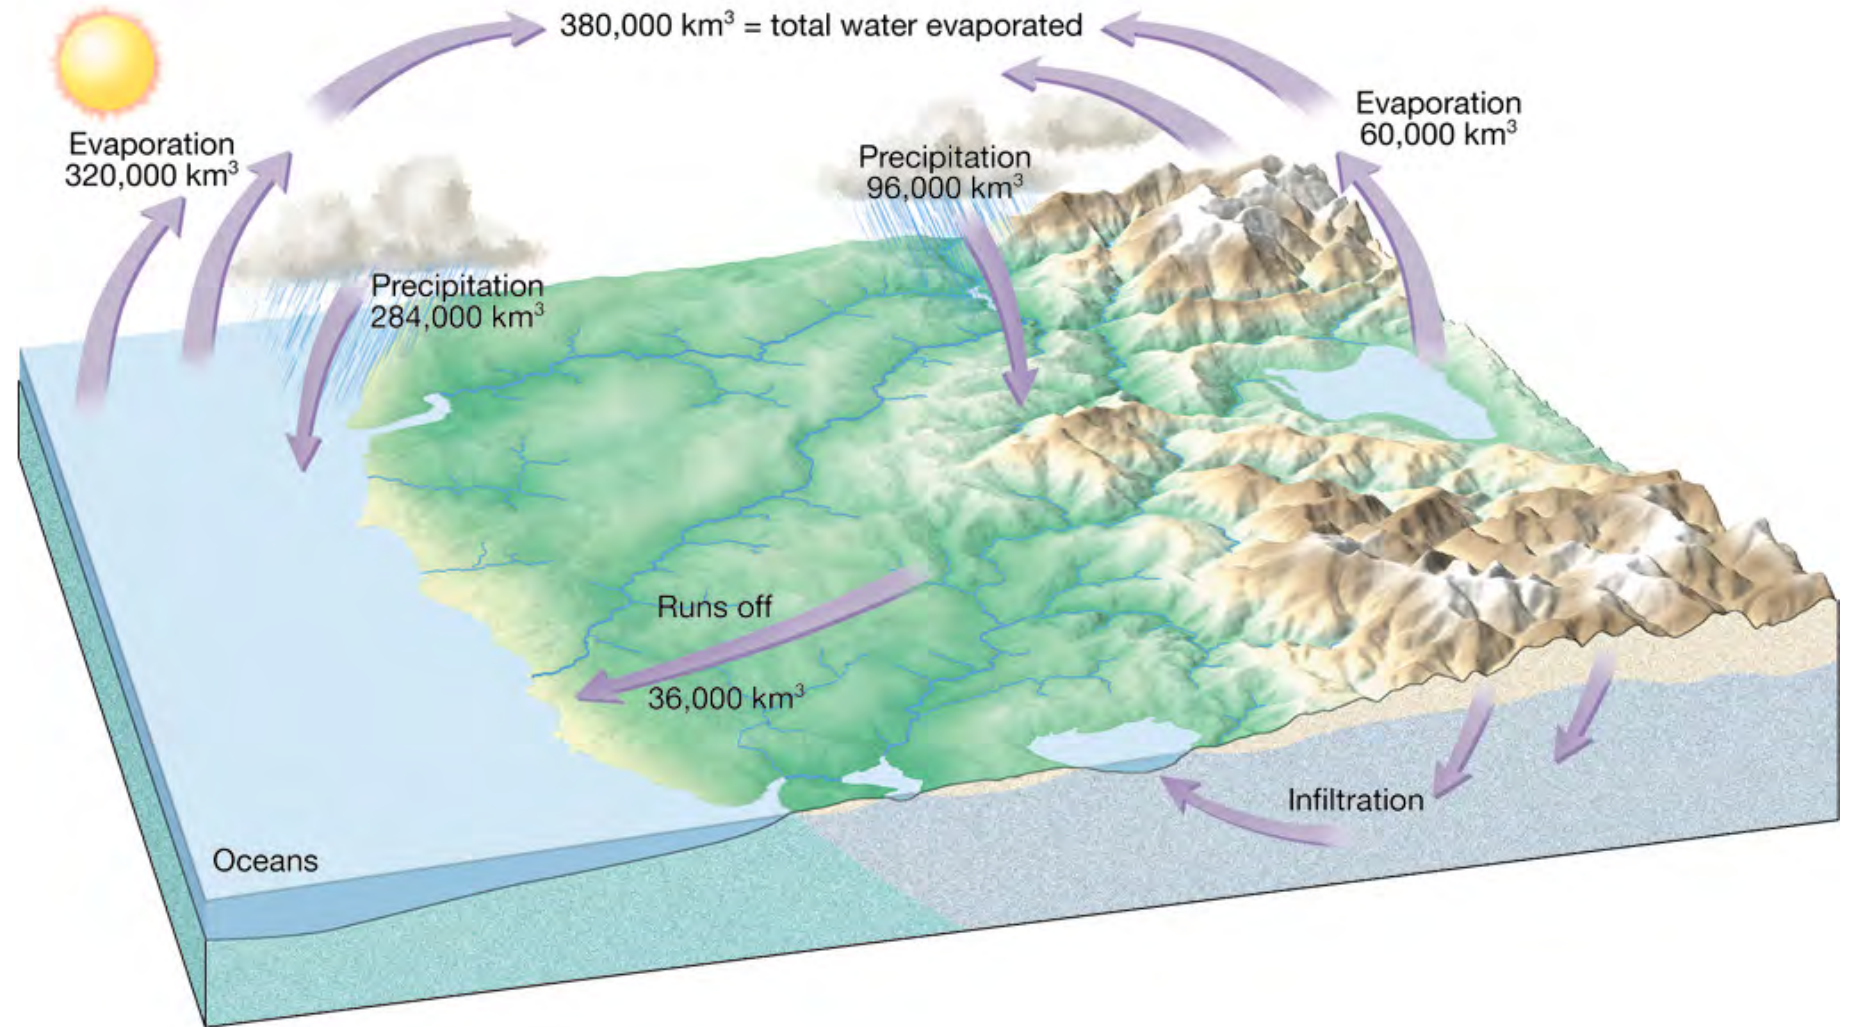 380,000 km³ = total water evaporated
Evaporation
320,000 km³
Evaporation
60,000 km³
Precipitation
96,000 km³
Precipitation
284,000 km³
Runs off
36,000 km³
Infiltration
Oceans